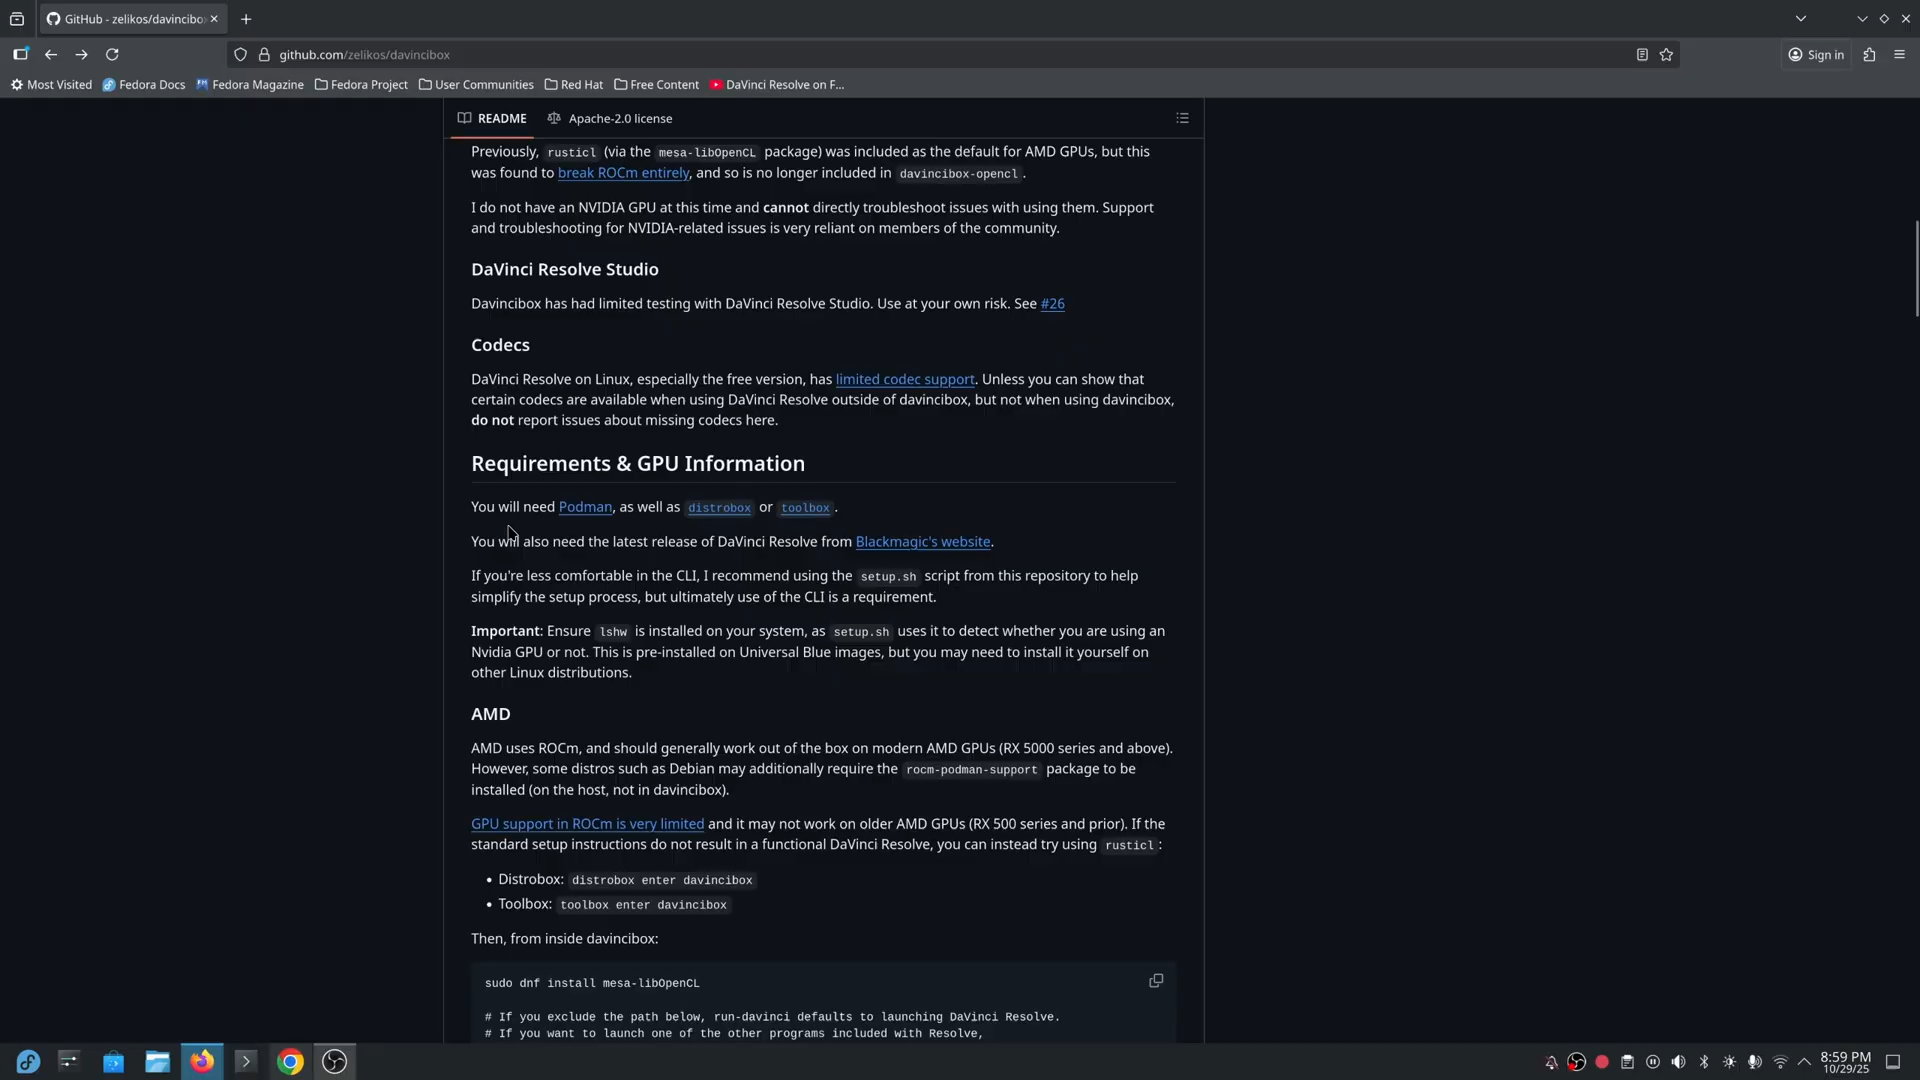 GitHub - zelikos/davincibo
github.com/zelikos/davincibox
Sign in
Most Visited
Fedora Docs
Fedora Magazine
Fedora Project
User Communities
Red Hat
Free Content
DaVinci Resolve on F...
README
Apache-2.0 license
Previously, rusticl (via the mesa-libOpenCL package) was included as the default for AMD GPUs, but this
was found to break ROCm entirely, and so is no longer included in davincibox-opencl.
I do not have an NVIDIA GPU at this time and cannot directly troubleshoot issues with using them. Support
and troubleshooting for NVIDIA-related issues is very reliant on members of the community.
DaVinci Resolve Studio
Davincibox has had limited testing with DaVinci Resolve Studio. Use at your own risk. See #26
Codecs
DaVinci Resolve on Linux, especially the free version, has limited codec support. Unless you can show that
certain codecs are available when using DaVinci Resolve outside of davincibox, but not when using davincibox,
do not report issues about missing codecs here.
Requirements & GPU Information
You will need Podman, as well as distrobox or toolbox.
You will also need the latest release of DaVinci Resolve from Blackmagic's website.
If you're less comfortable in the CLI, I recommend using the setup.sh script from this repository to help
simplify the setup process, but ultimately use of the CLI is a requirement.
Important: Ensure lshw is installed on your system, as setup.sh uses it to detect whether you are using an
Nvidia GPU or not. This is pre-installed on Universal Blue images, but you may need to install it yourself on
other Linux distributions.
AMD
AMD uses ROCm, and should generally work out of the box on modern AMD GPUs (RX 5000 series and above).
However, some distros such as Debian may additionally require the rocm-podman-support package to be
installed (on the host, not in davincibox).
GPU support in ROCm is very limited and it may not work on older AMD GPUs (RX 500 series and prior). If the
standard setup instructions do not result in a functional DaVinci Resolve, you can instead try using rusticl:
• Distrobox: distrobox enter davincibox
• Toolbox: toolbox enter davincibox
Then, from inside davincibox:
sudo dnf install mesa-libOpenCL
# If you exclude the path below, run-davinci defaults to launching DaVinci Resolve.
# If you want to launch one of the other programs included with Resolve,
8:59 PM
10/29/25